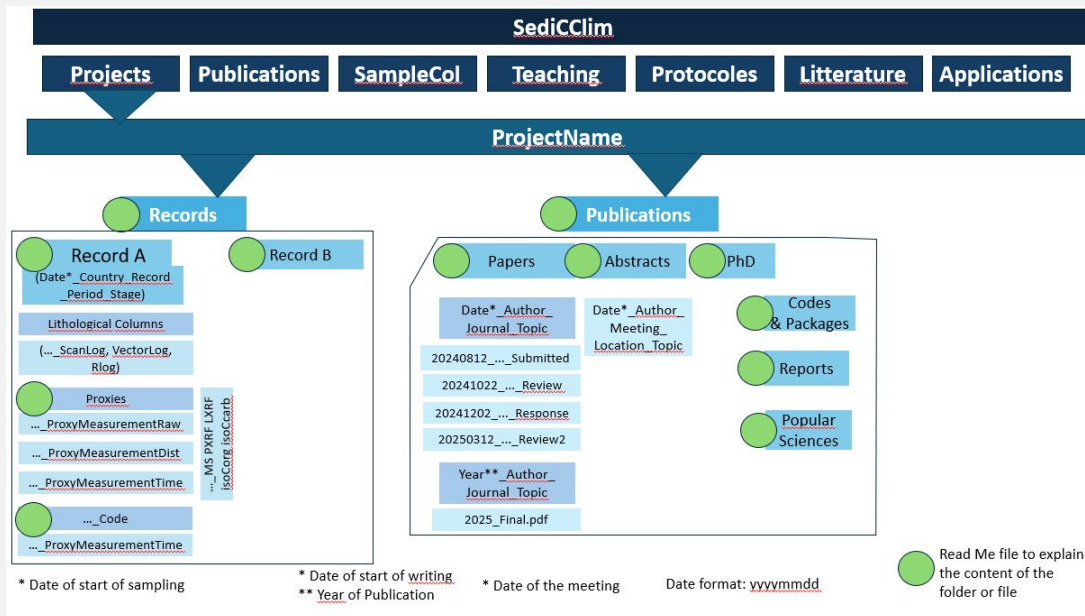 SediCClim
Projects
Publications
SampleCol
Teaching
Protocoles
Litterature
Applications
ProjectName
Records
Record A
(Date*_Country_Record
_Period_Stage)
Lithological Columns
(..._ScanLog, VectorLog,
Rlog)
Proxies
..._ProxyMeasurementRaw
..._ProxyMeasurementDist
..._ProxyMeasurementTime
..._MS PXRF LXRF
isoCorg isoCcarb
..._Code
..._ProxyMeasurementTime
Record B
Publications
Papers
Abstracts
PhD
Date*_Author_
Journal_Topic
20240812_..._Submitted
20241022_..._Review
20241202_..._Response
20250312_..._Review2
Year**_Author_
Journal_Topic
2025_Final.pdf
Date*_Author_
Meeting_
Location_Topic
Codes
& Packages
Reports
Popular
Sciences
* Date of start of sampling
* Date of start of writing
** Year of Publication
* Date of the meeting
Date format: yyyymmdd
Read Me file to explain
the content of the
folder or file